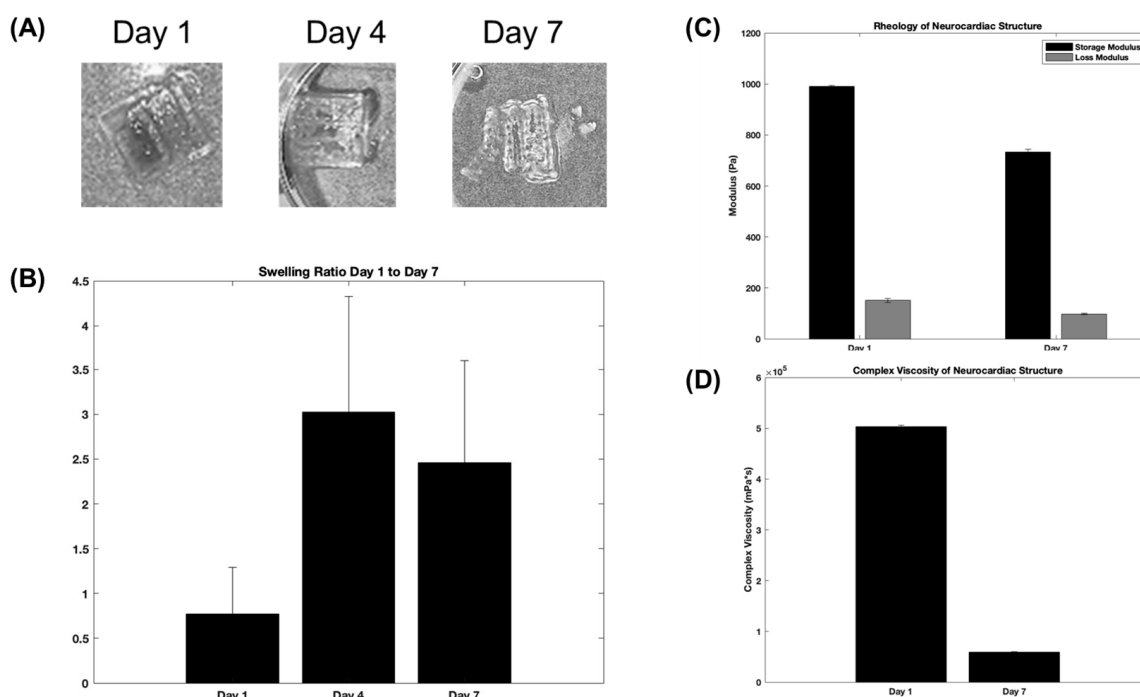 (A)
Day 1 Day 4 Day 7
(B)
Swelling Ratio Day 1 to Day 7
4.5
4
3.5
3
2.5
2
1.5
1
0.5
0
Day 1 Day 4 Day 7
(C)
Rheology of Neurocardiac Structure
Storage Modulus
Loss Modulus
Modulus (Pa)
1200
1000
800
600
400
200
0
Day 1 Day 7
(D)
Complex Viscosity of Neurocardiac Structure
×10⁵
Complex Viscosity (mPa*s)
6
5
4
3
2
1
0
Day 1 Day 7